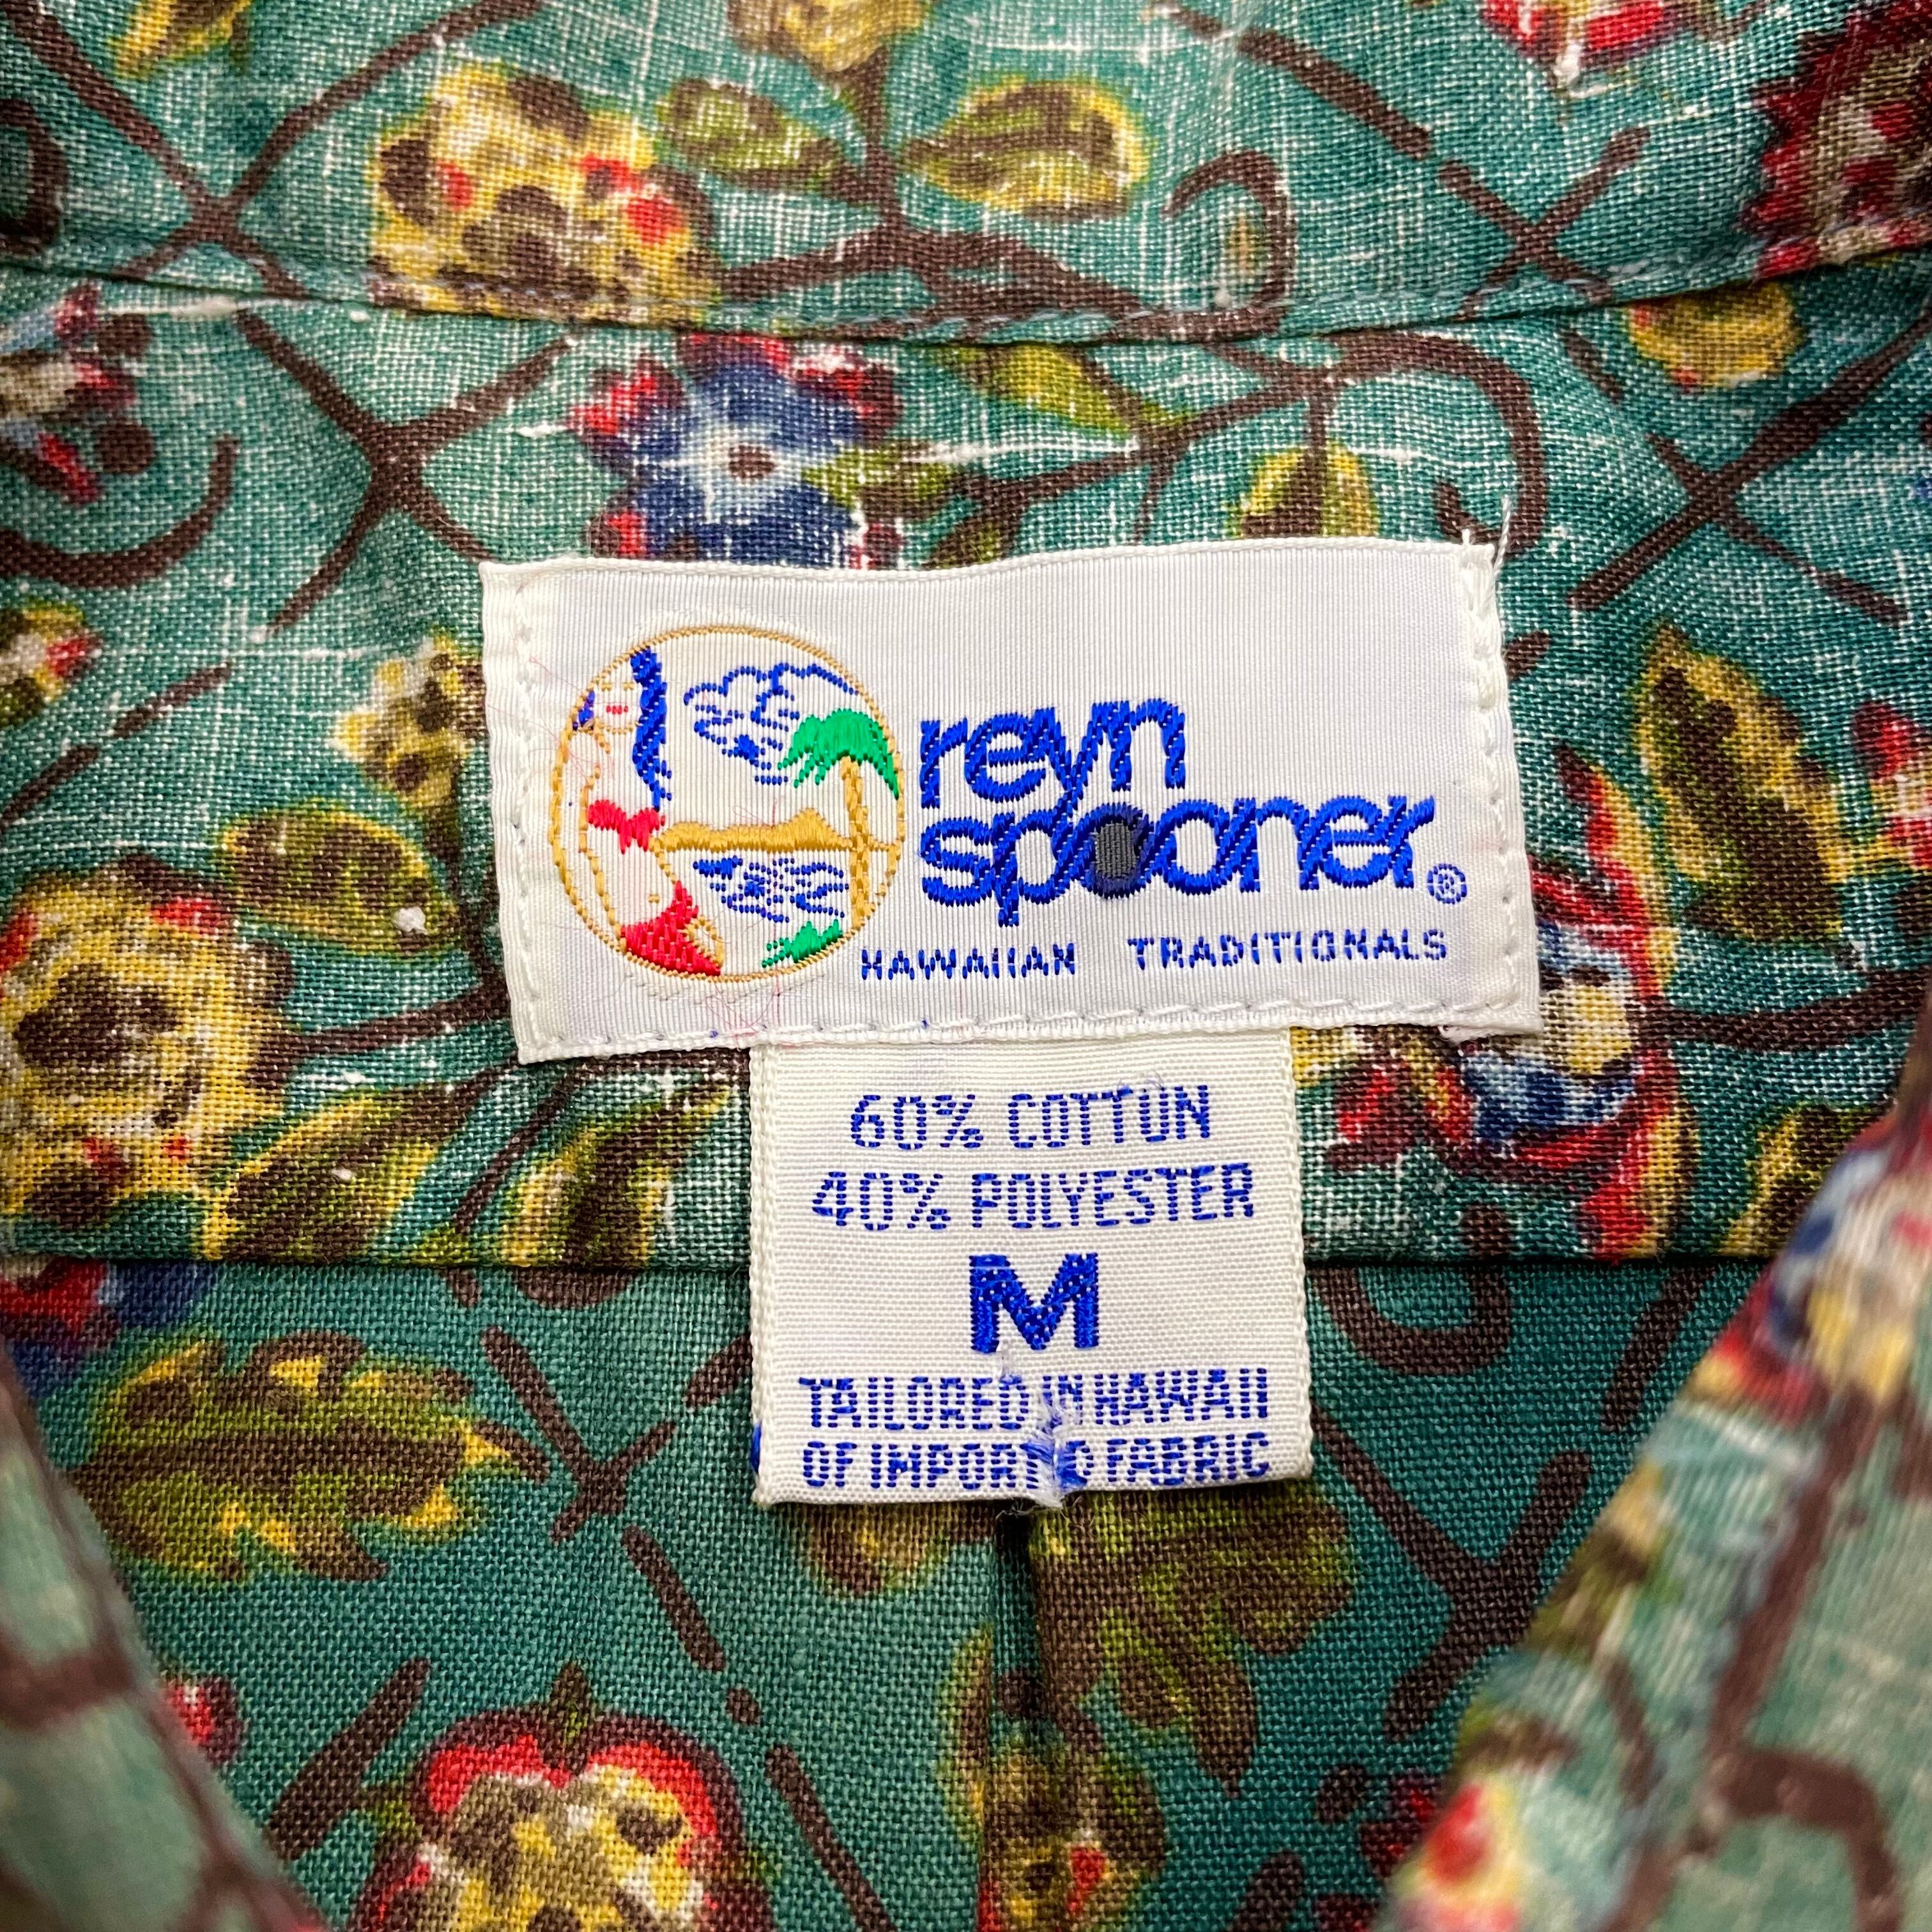 reyn
spooner®
HAWAIIAN TRADITIONALS
60% COTTON
40% POLYESTER
M
TAILORED IN HAWAII
OF IMPORTED FABRIC